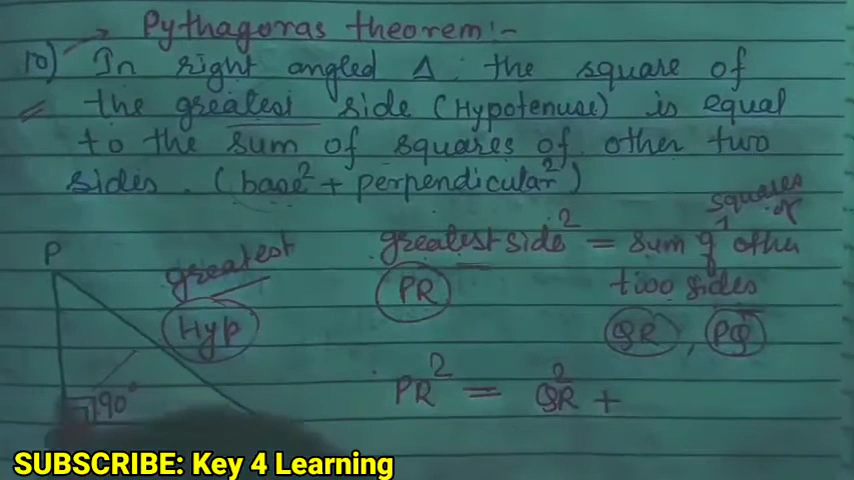 Pythagoras theorem:-
10) In right angled Δ. the square of
the greatest side (Hypotenuse) is equal
to the sum of squares of other two
sides. (base² + perpendicular²)
squares of
greatest side² = sum of other
two sides
P
greatest
Hyp
90°
PR
QR , PQ
PR² = QR² +
SUBSCRIBE: Key 4 Learning